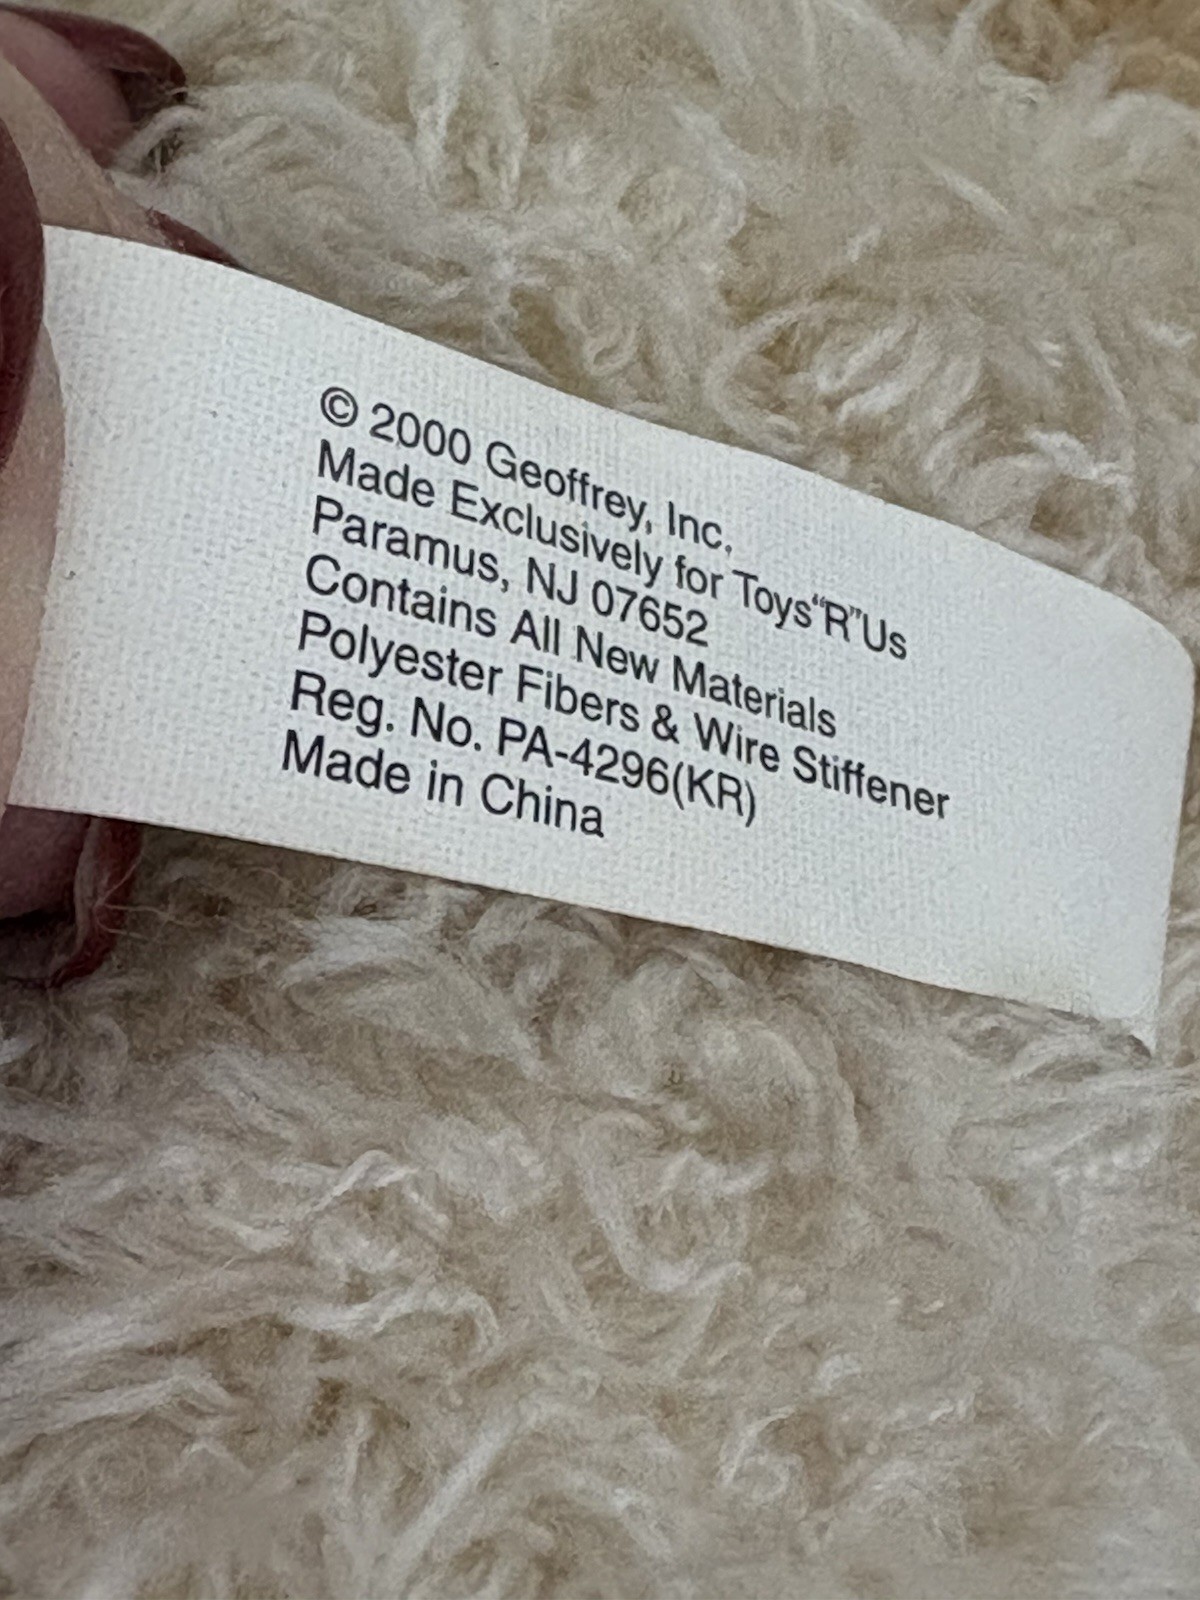 © 2000 Geoffrey, Inc.
Made Exclusively for Toys“R”Us
Paramus, NJ 07652
Contains All New Materials
Polyester Fibers & Wire Stiffener
Reg. No. PA-4296(KR)
Made in China